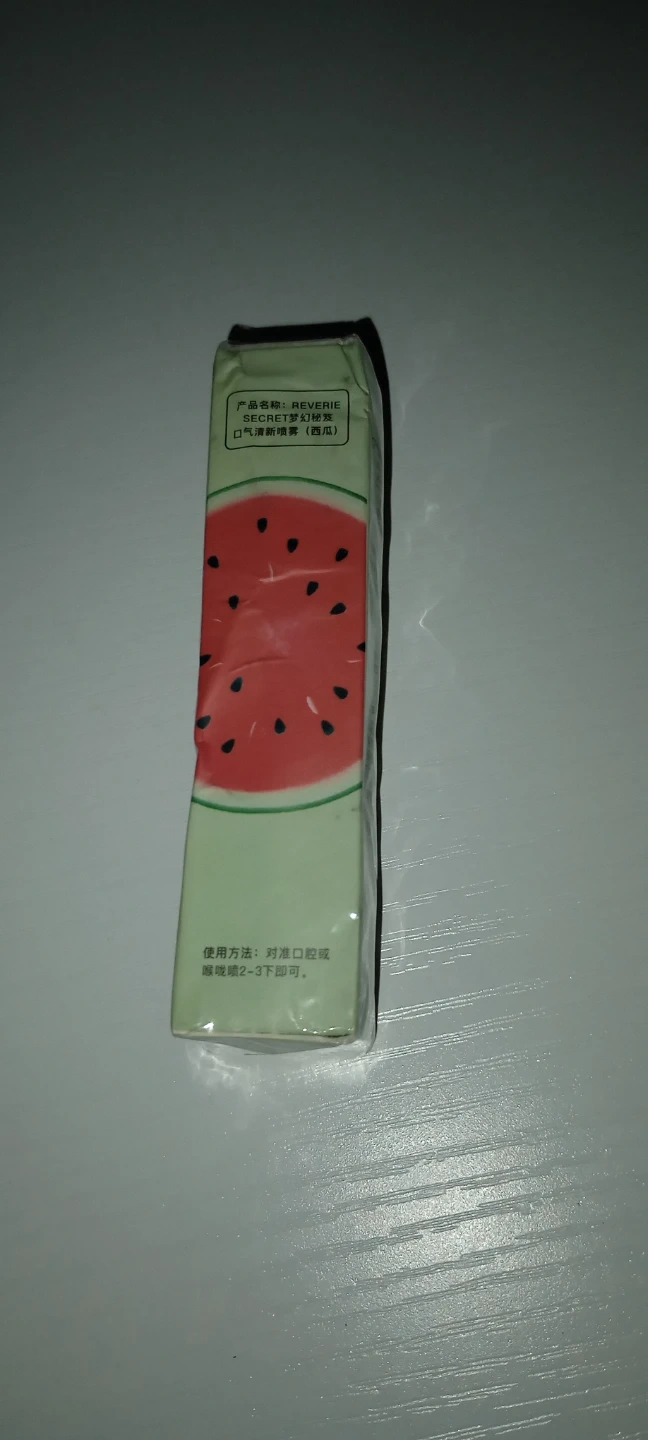 产品名称：REVERIE
SECRET梦幻秘笈
口气清新喷雾（西瓜）
使用方法：对准口腔或
喉咙喷2-3下即可。